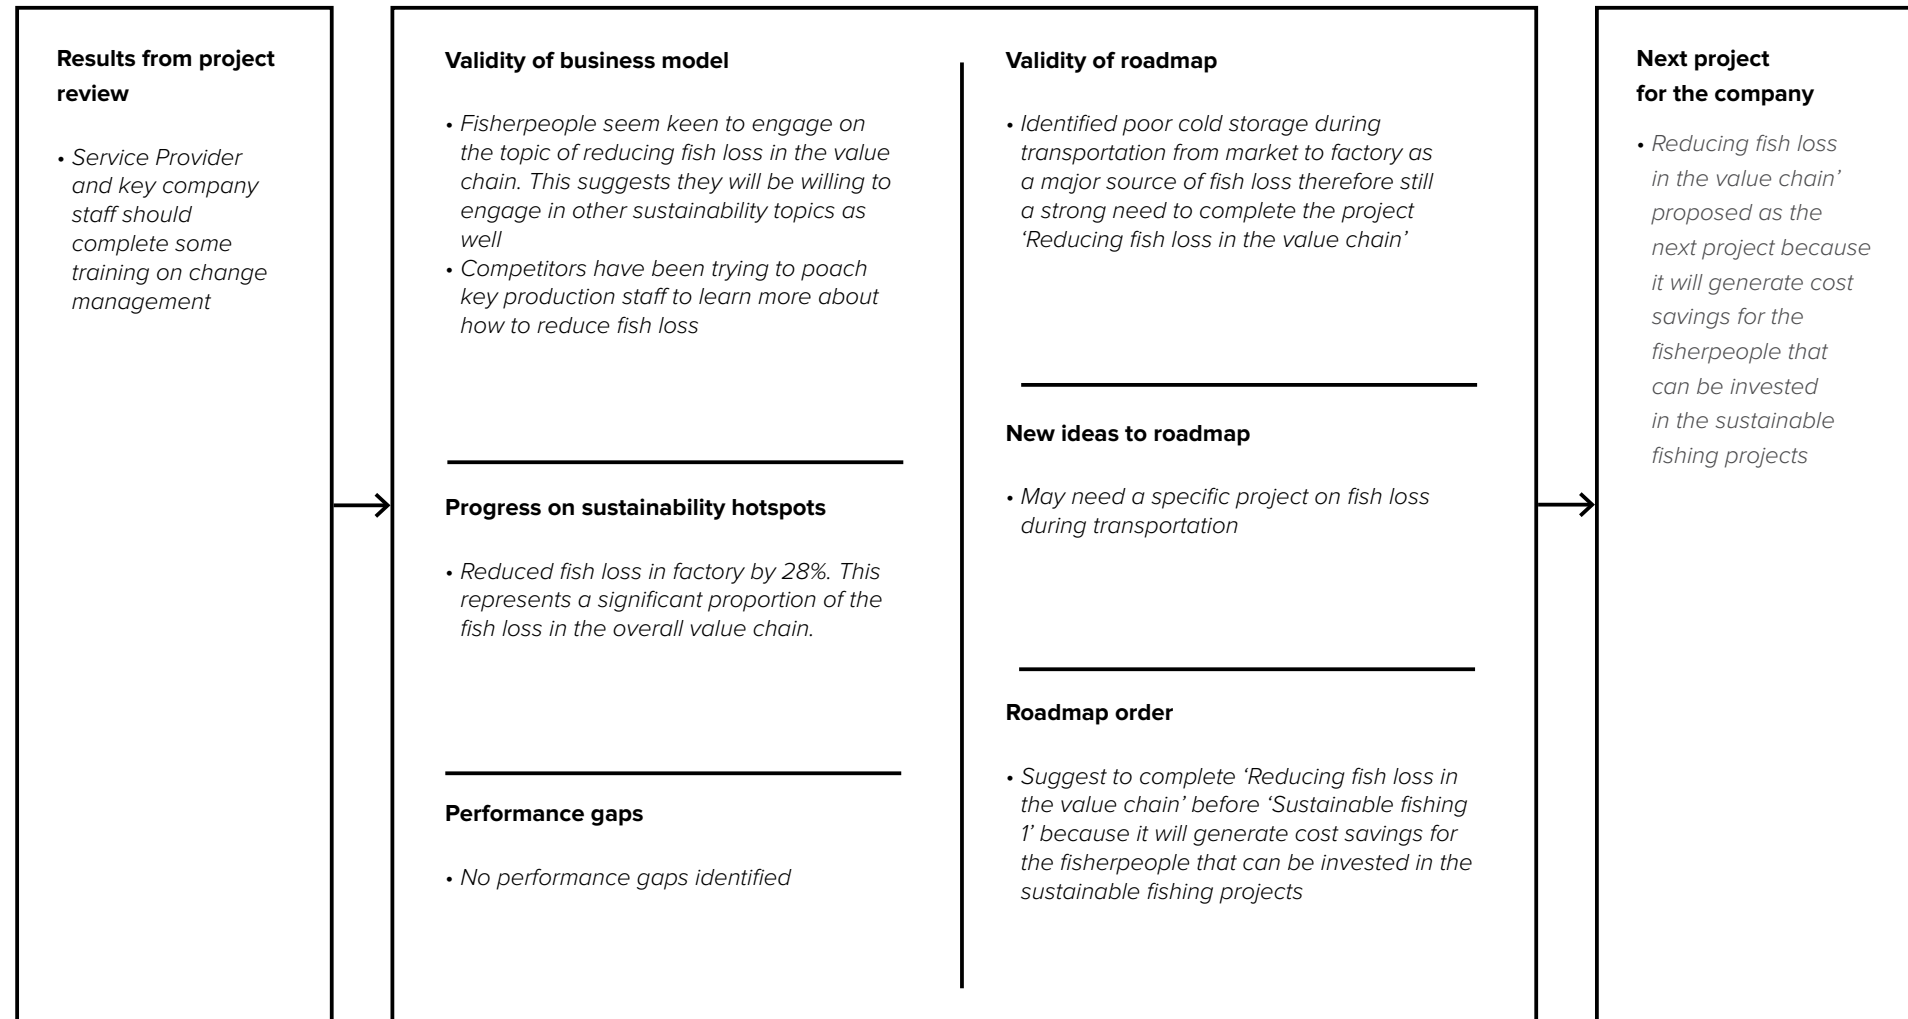 Results from project
review
• Service Provider
and key company
staff should
complete some
training on change
management
Validity of business model
• Fisherpeople seem keen to engage on
the topic of reducing fish loss in the value
chain. This suggests they will be willing to
engage in other sustainability topics as
well
• Competitors have been trying to poach
key production staff to learn more about
how to reduce fish loss
Progress on sustainability hotspots
• Reduced fish loss in factory by 28%. This
represents a significant proportion of the
fish loss in the overall value chain.
Performance gaps
• No performance gaps identified
Validity of roadmap
• Identified poor cold storage during
transportation from market to factory as
a major source of fish loss therefore still
a strong need to complete the project
‘Reducing fish loss in the value chain’
New ideas to roadmap
• May need a specific project on fish loss
during transportation
Roadmap order
• Suggest to complete ‘Reducing fish loss in
the value chain’ before ‘Sustainable fishing
1’ because it will generate cost savings for
the fisherpeople that can be invested in the
sustainable fishing projects
Next project
for the company
• Reducing fish loss
in the value chain’
proposed as the
next project because
it will generate cost
savings for the
fisherpeople that
can be invested
in the sustainable
fishing projects